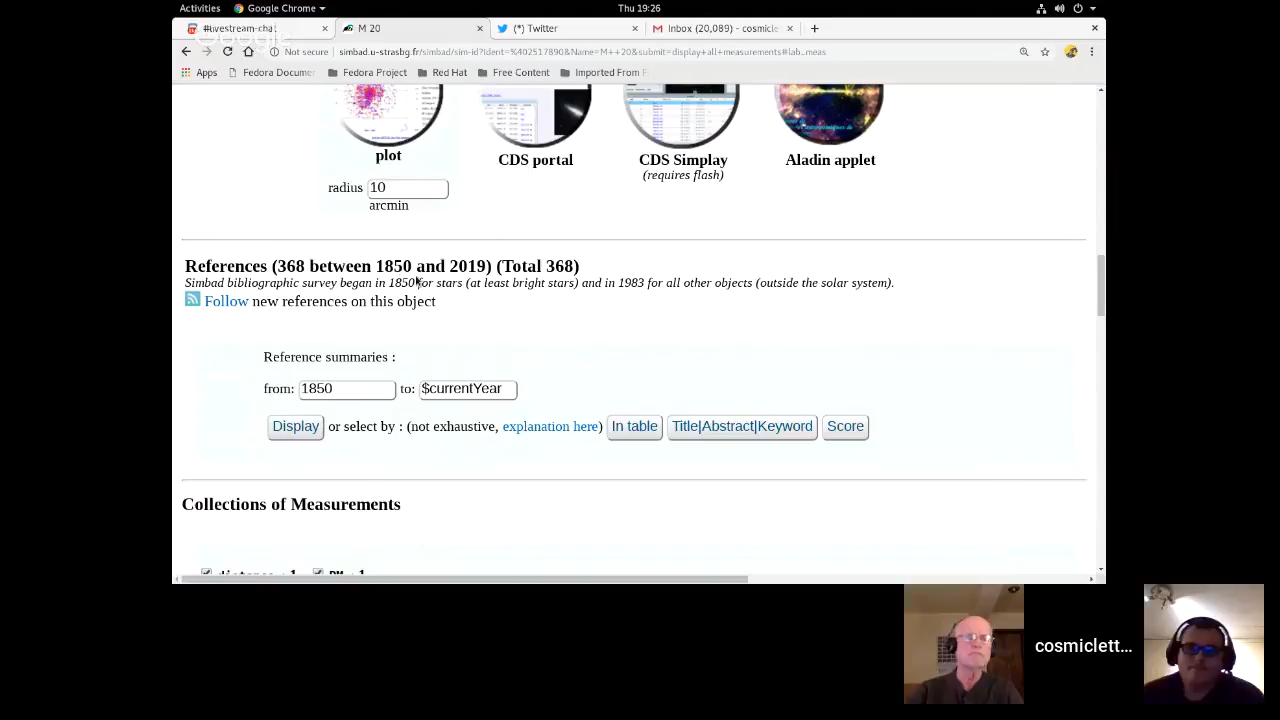 Activities Google Chrome Thu 19:26
#livestream-chat M 20 (*) Twitter Inbox (20,089) - cosmicle
Not secure simbad.u-strasbg.fr/simbad/sim-id?Ident=%402517890&Name=M++20&submit=display+all+measurements#lab_meas
Apps Fedora Documen Fedora Project Red Hat Free Content Imported From F
plot CDS portal CDS Simplay Aladin applet
(requires flash)
radius 10
arcmin
References (368 between 1850 and 2019) (Total 368)
Simbad bibliographic survey began in 1850 for stars (at least bright stars) and in 1983 for all other objects (outside the solar system).
Follow new references on this object
Reference summaries :
from: 1850 to: $currentYear
Display or select by : (not exhaustive, explanation here) In table Title|Abstract|Keyword Score
Collections of Measurements
cosmiclett...